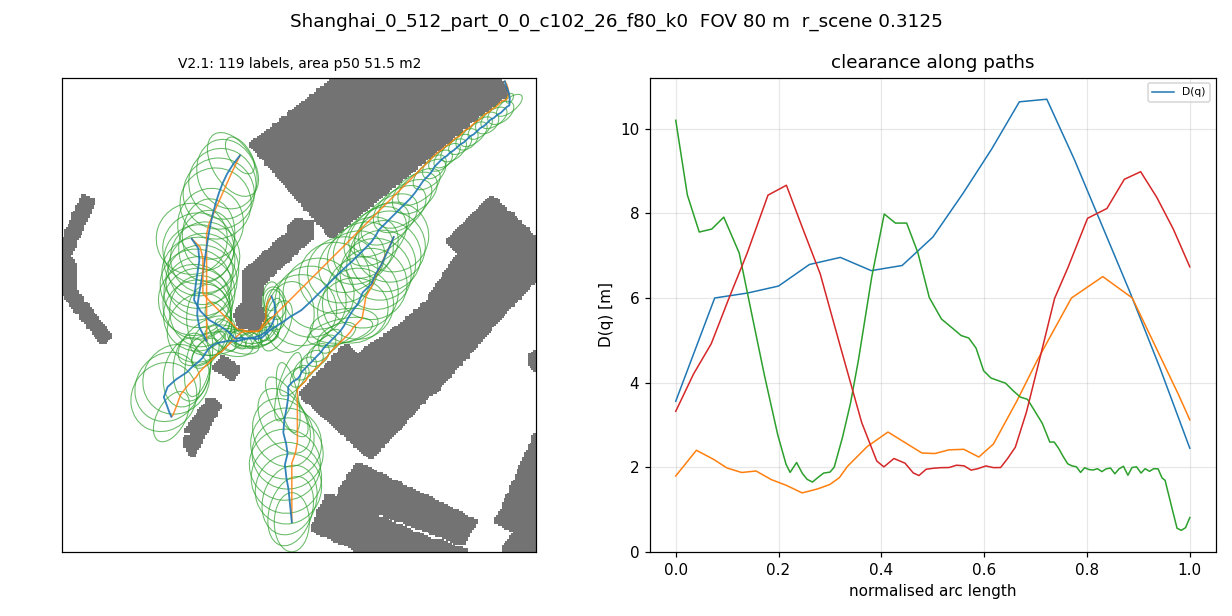 Shanghai_0_512_part_0_0_c102_26_f80_k0 FOV 80 m r_scene 0.3125
V2.1: 119 labels, area p50 51.5 m2
clearance along paths
D(q)
D(q) [m]
10
8
6
4
2
0
0.0 0.2 0.4 0.6 0.8 1.0
normalised arc length